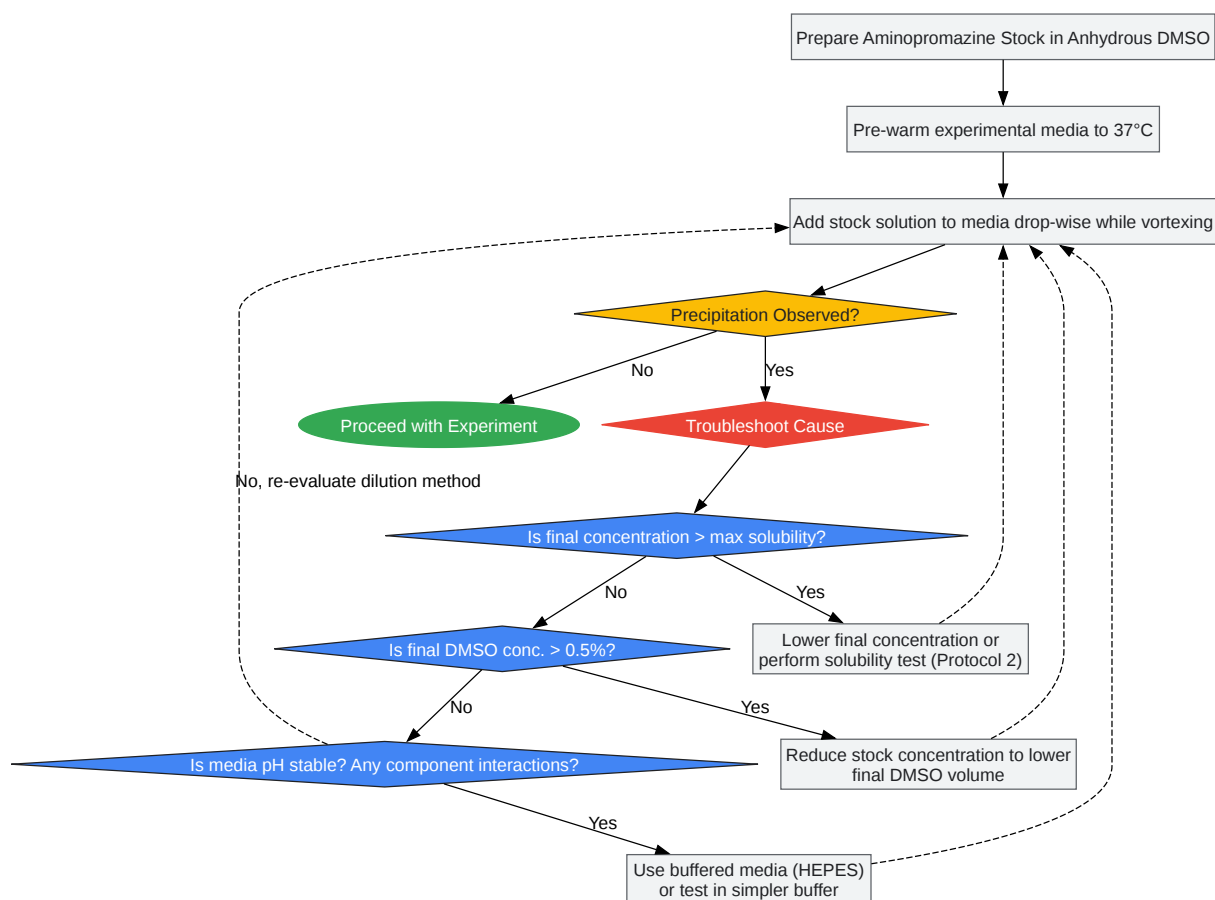 Prepare Aminopromazine Stock in Anhydrous DMSO
Pre-warm experimental media to 37°C
Add stock solution to media drop-wise while vortexing
Precipitation Observed?
No
Yes
Proceed with Experiment
Troubleshoot Cause
No, re-evaluate dilution method
Is final concentration > max solubility?
No
Yes
Lower final concentration or
perform solubility test (Protocol 2)
Is final DMSO conc. > 0.5%?
No
Yes
Reduce stock concentration to lower
final DMSO volume
Is media pH stable? Any component interactions?
Yes
Use buffered media (HEPES)
or test in simpler buffer